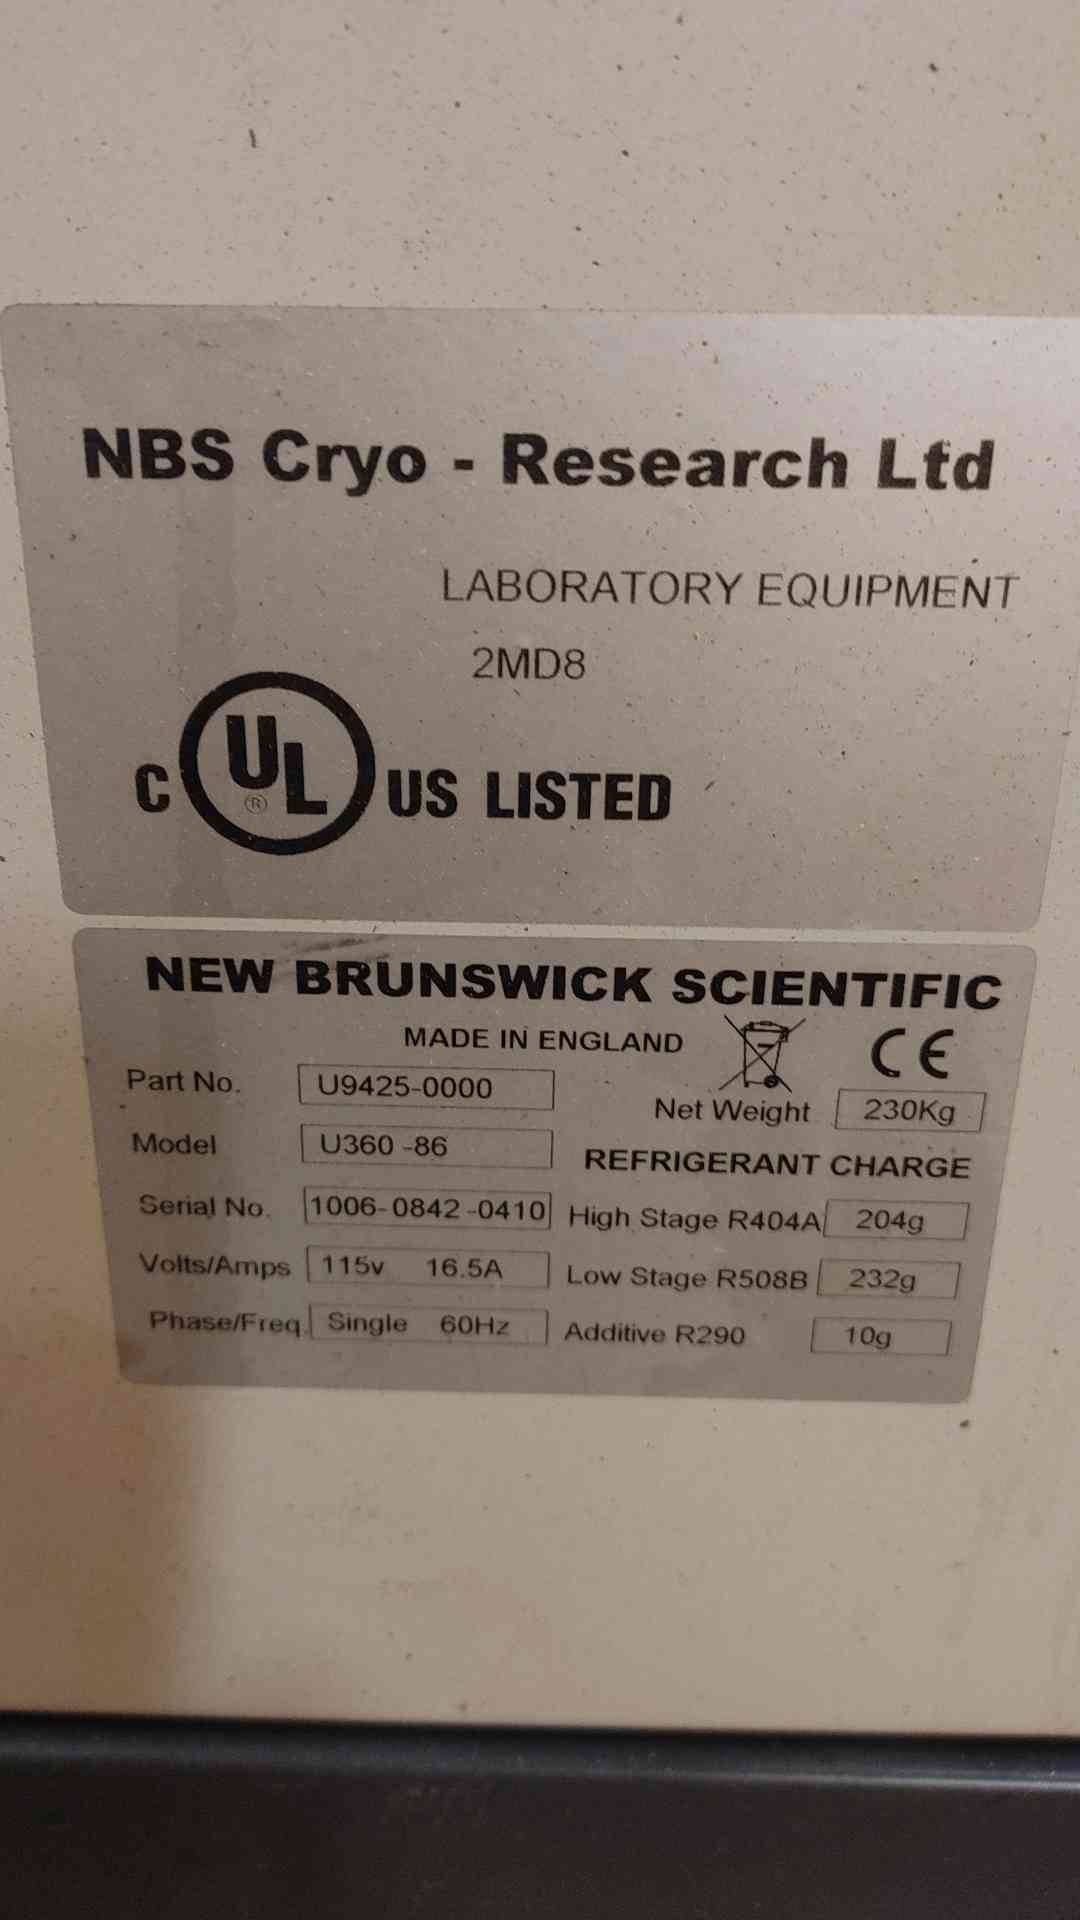 NBS Cryo - Research Ltd
LABORATORY EQUIPMENT
2MD8
C UL ® US LISTED
NEW BRUNSWICK SCIENTIFIC
MADE IN ENGLAND CE
Part No. U9425-0000
Net Weight 230Kg
Model U360 -86
REFRIGERANT CHARGE
Serial No. 1006-0842-0410 High Stage R404A 204g
Volts/Amps 115v 16.5A Low Stage R508B 232g
Phase/Freq. Single 60Hz Additive R290 10g